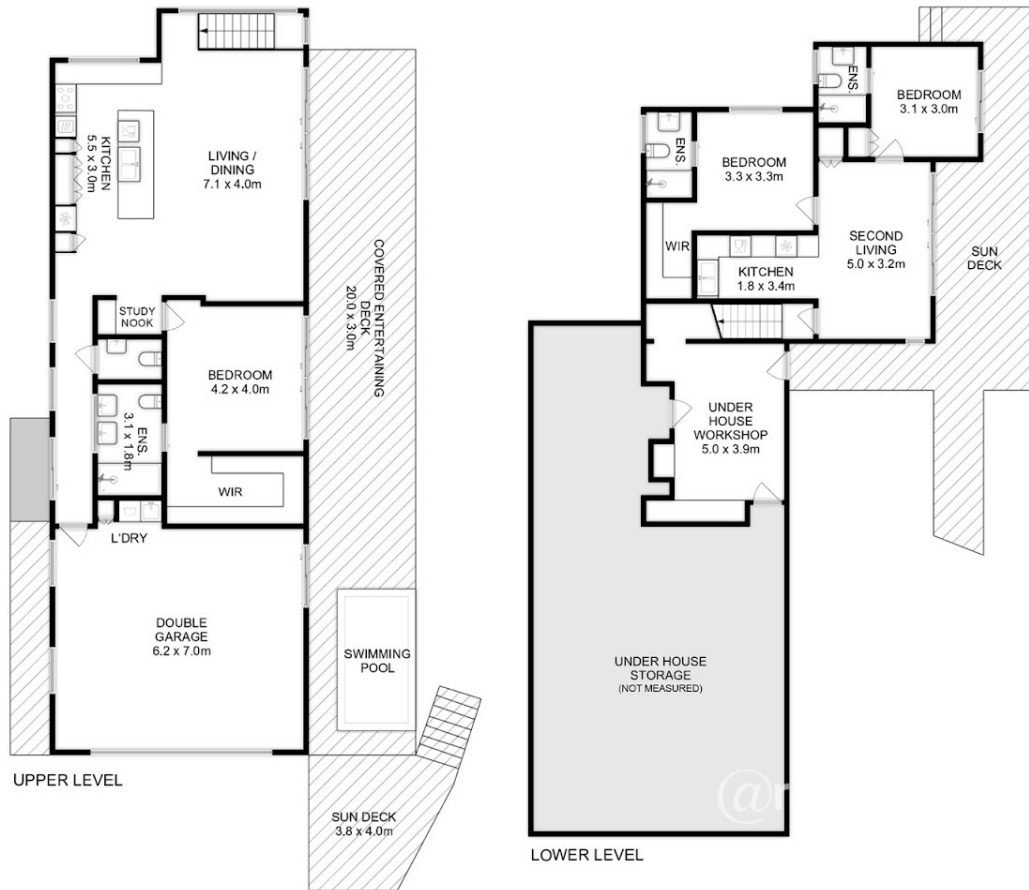 KITCHEN
5.5 x 3.0m
LIVING /
DINING
7.1 x 4.0m
COVERED ENTERTAINING
DECK
20.0 x 3.0m
STUDY
NOOK
BEDROOM
4.2 x 4.0m
ENS.
3.1 x 1.8m
WIR
L'DRY
DOUBLE
GARAGE
6.2 x 7.0m
SWIMMING
POOL
UPPER LEVEL
SUN DECK
3.8 x 4.0m
ENS.
BEDROOM
3.1 x 3.0m
ENS.
BEDROOM
3.3 x 3.3m
WIR
KITCHEN
1.8 x 3.4m
SECOND
LIVING
5.0 x 3.2m
SUN
DECK
UNDER
HOUSE
WORKSHOP
5.0 x 3.9m
UNDER HOUSE
STORAGE
(NOT MEASURED)
LOWER LEVEL